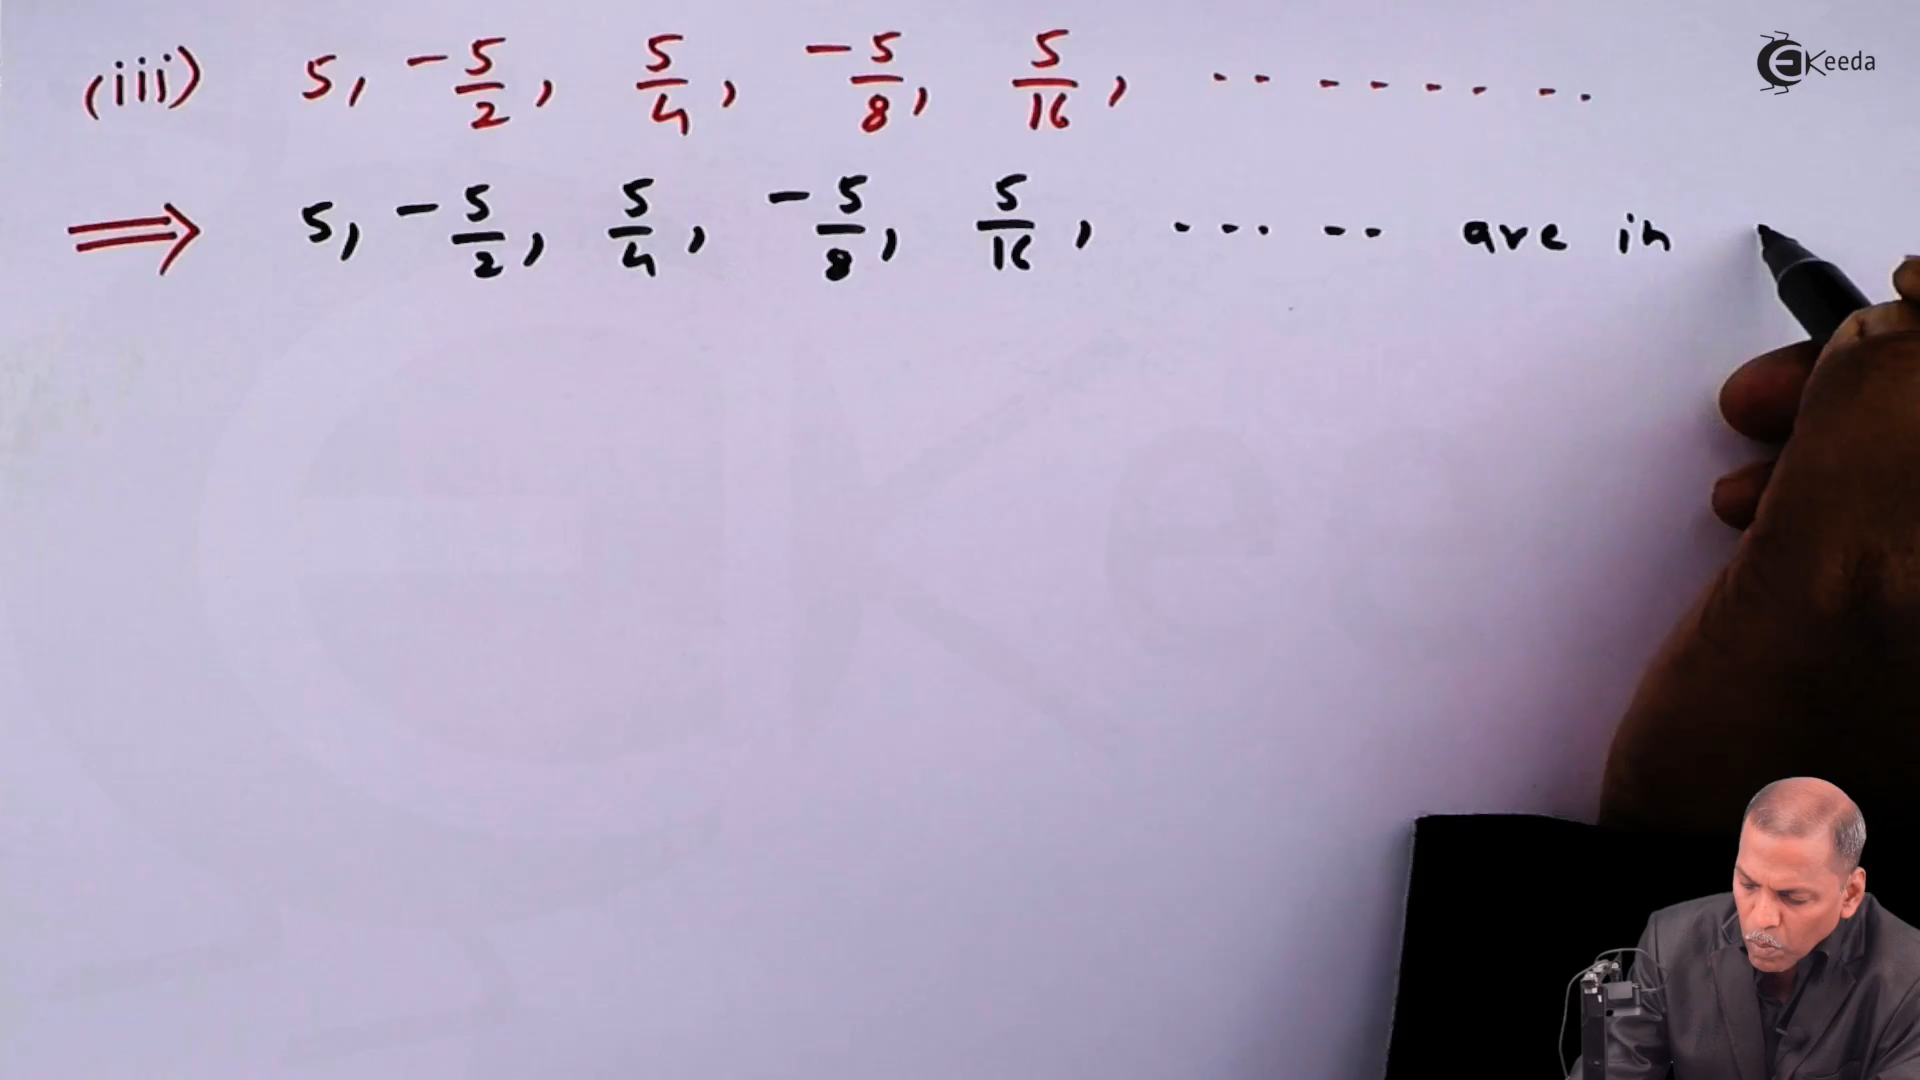 (iii) 5, -5/2, 5/4, -5/8, 5/16, ........
⇒ 5, -5/2, 5/4, -5/8, 5/16, ..... are in
EKeeda